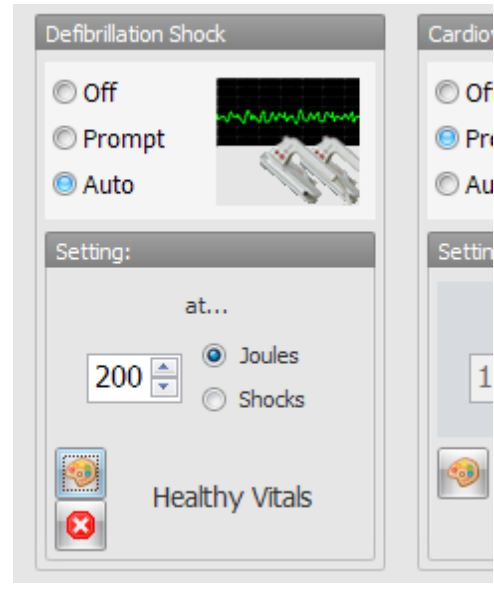 Defibrillation Shock
Off
Prompt
Auto
Setting:
at...
200
Joules
Shocks
Healthy Vitals